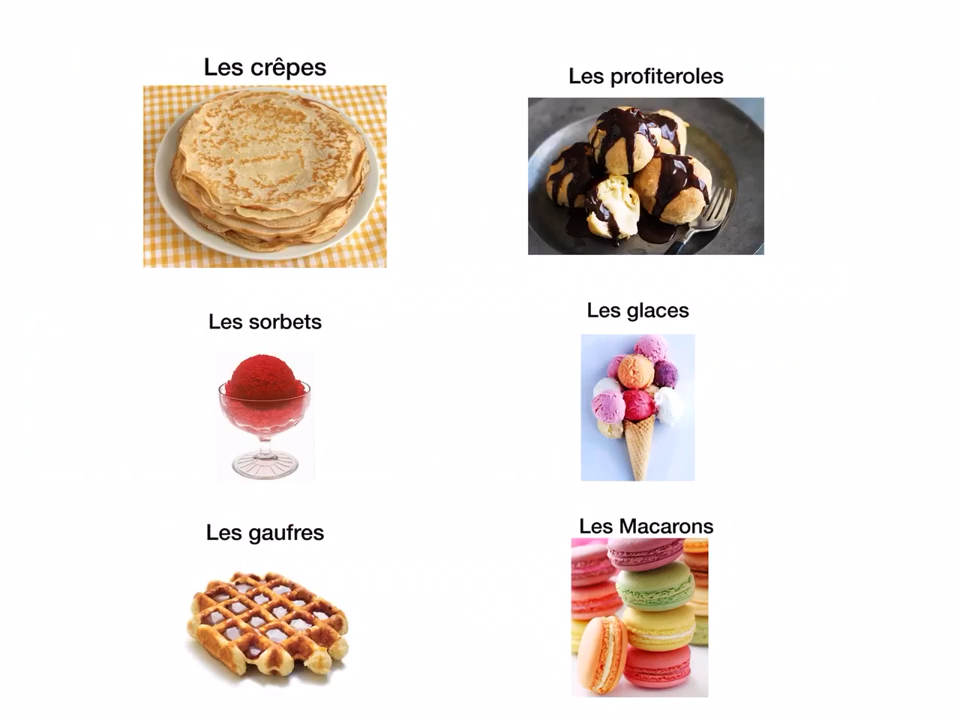 Les crêpes
Les profiteroles
Les sorbets
Les glaces
Les gaufres
Les Macarons